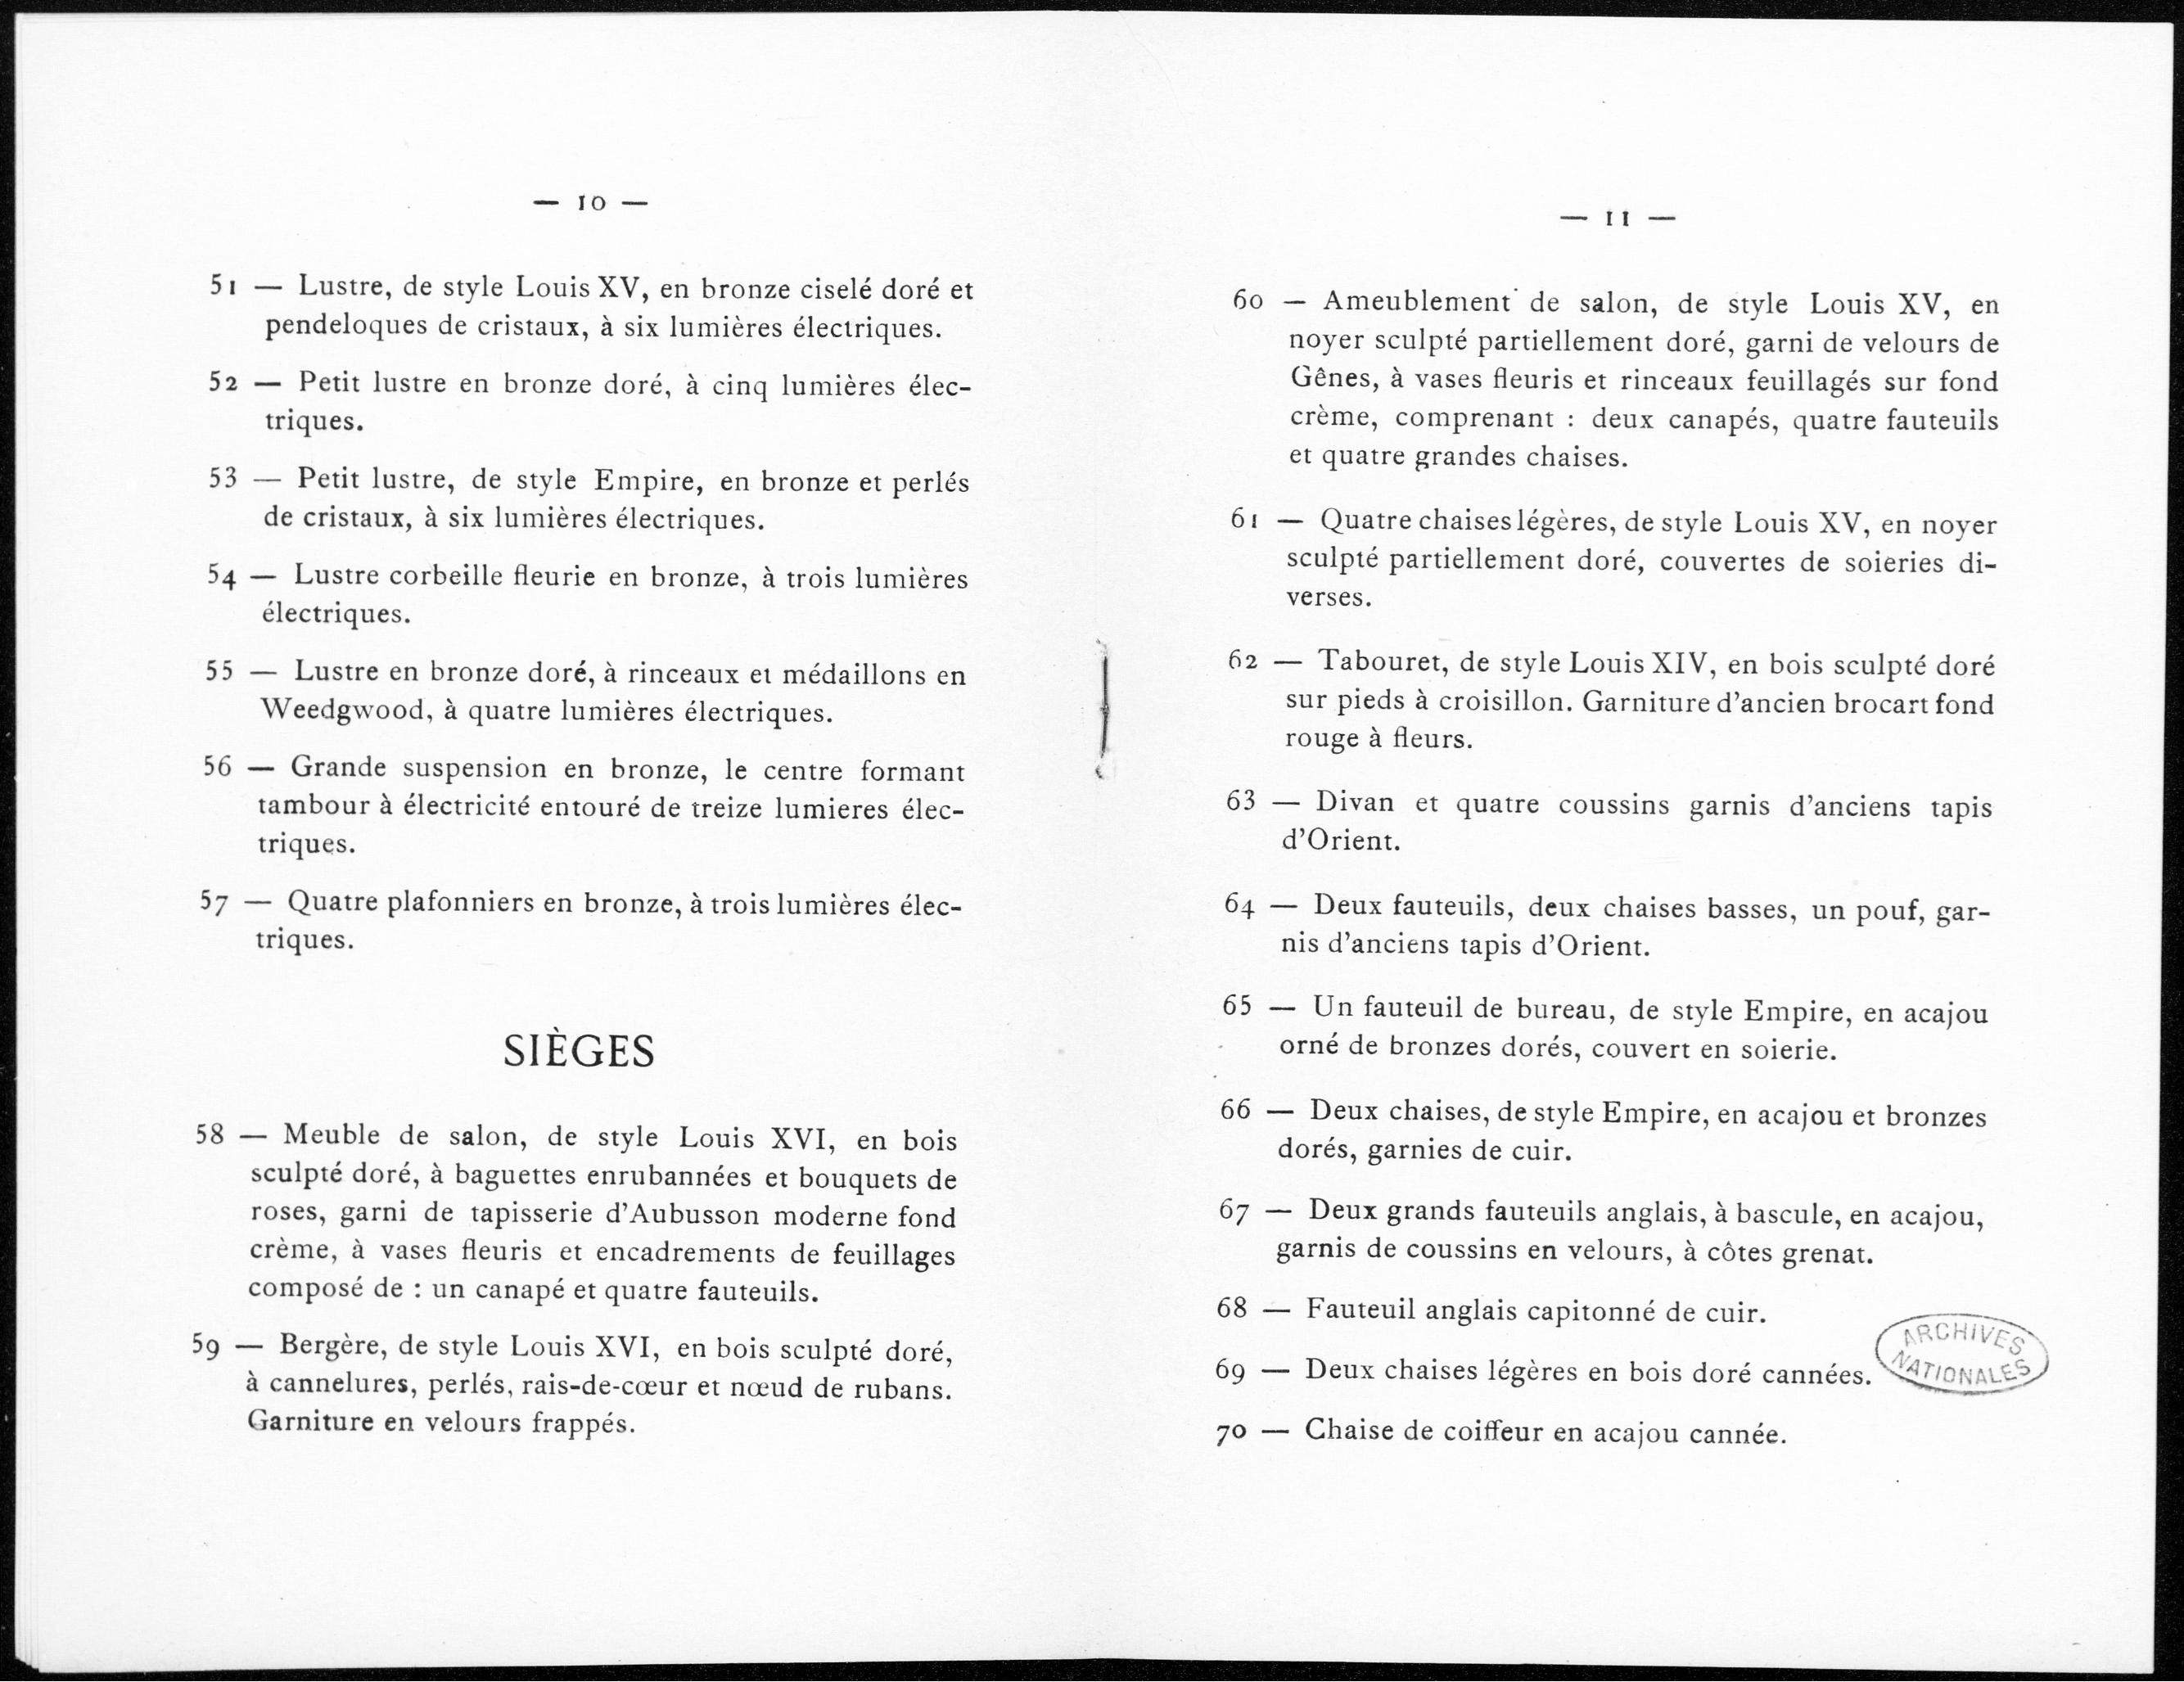 — 10 —
51 — Lustre, de style Louis XV, en bronze ciselé doré et
pendeloques de cristaux, à six lumières électriques.
52 — Petit lustre en bronze doré, à cinq lumières élec-
triques.
53 — Petit lustre, de style Empire, en bronze et perlés
de cristaux, à six lumières électriques.
54 — Lustre corbeille fleurie en bronze, à trois lumières
électriques.
55 — Lustre en bronze doré, à rinceaux et médaillons en
Weedgwood, à quatre lumières électriques.
56 — Grande suspension en bronze, le centre formant
tambour à électricité entouré de treize lumieres élec-
triques.
57 — Quatre plafonniers en bronze, à trois lumières élec-
triques.
SIÈGES
58 — Meuble de salon, de style Louis XVI, en bois
sculpté doré, à baguettes enrubannées et bouquets de
roses, garni de tapisserie d'Aubusson moderne fond
crème, à vases fleuris et encadrements de feuillages
composé de : un canapé et quatre fauteuils.
59 — Bergère, de style Louis XVI, en bois sculpté doré,
à cannelures, perlés, rais-de-cœur et nœud de rubans.
Garniture en velours frappés.
— 11 —
60 — Ameublement de salon, de style Louis XV, en
noyer sculpté partiellement doré, garni de velours de
Gênes, à vases fleuris et rinceaux feuillagés sur fond
crème, comprenant : deux canapés, quatre fauteuils
et quatre grandes chaises.
61 — Quatre chaises légères, de style Louis XV, en noyer
sculpté partiellement doré, couvertes de soieries di-
verses.
62 — Tabouret, de style Louis XIV, en bois sculpté doré
sur pieds à croisillon. Garniture d'ancien brocart fond
rouge à fleurs.
63 — Divan et quatre coussins garnis d'anciens tapis
d'Orient.
64 — Deux fauteuils, deux chaises basses, un pouf, gar-
nis d'anciens tapis d'Orient.
65 — Un fauteuil de bureau, de style Empire, en acajou
orné de bronzes dorés, couvert en soierie.
66 — Deux chaises, de style Empire, en acajou et bronzes
dorés, garnies de cuir.
67 — Deux grands fauteuils anglais, à bascule, en acajou,
garnis de coussins en velours, à côtes grenat.
68 — Fauteuil anglais capitonné de cuir.
69 — Deux chaises légères en bois doré cannées.
70 — Chaise de coiffeur en acajou cannée.
ARCHIVES
NATIONALES